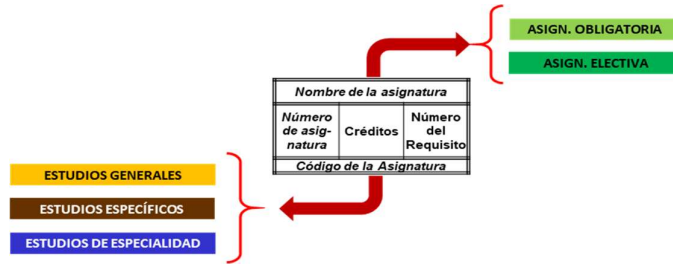 ASIGN. OBLIGATORIA
ASIGN. ELECTIVA
Nombre de la asignatura
Número
de asig-
natura
Créditos
Número
del
Requisito
Código de la Asignatura
ESTUDIOS GENERALES
ESTUDIOS ESPECÍFICOS
ESTUDIOS DE ESPECIALIDAD